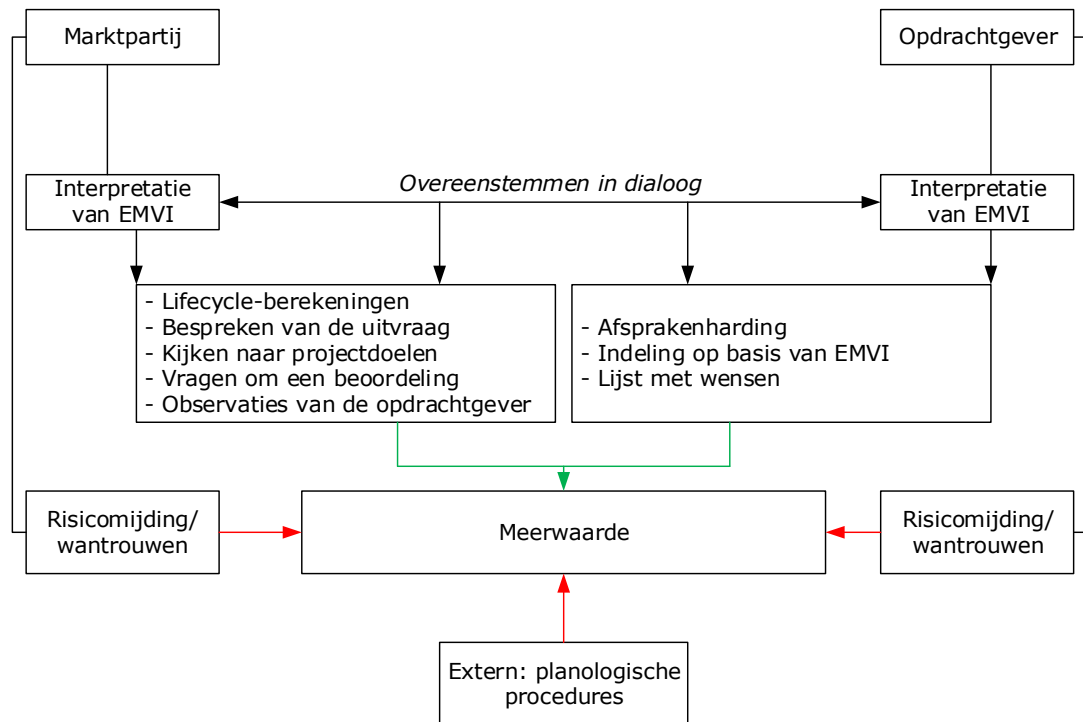 Marktpartij
Opdrachtgever
Interpretatie
van EMVI
Overeenstemmen in dialoog
Interpretatie
van EMVI
- Lifecycle-berekeningen
- Bespreken van de uitvraag
- Kijken naar projectdoelen
- Vragen om een beoordeling
- Observaties van de opdrachtgever
- Afsprakenharding
- Indeling op basis van EMVI
- Lijst met wensen
Risicomijding/
wantrouwen
Meerwaarde
Risicomijding/
wantrouwen
Extern: planologische
procedures